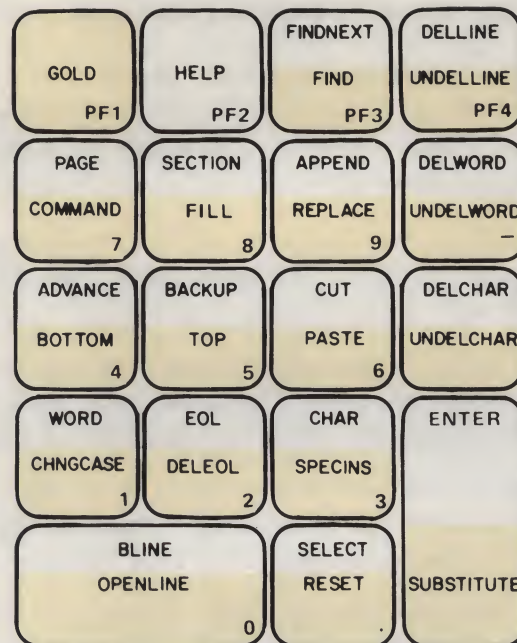 GOLD
PF1
HELP
PF2
FINDNEXT
FIND
PF3
DELLINE
UNDELLINE
PF4
PAGE
COMMAND
7
SECTION
FILL
8
APPEND
REPLACE
9
DELWORD
UNDELWORD
–
ADVANCE
BOTTOM
4
BACKUP
TOP
5
CUT
PASTE
6
DELCHAR
UNDELCHAR
WORD
CHNGCASE
1
EOL
DELEOL
2
CHAR
SPECINS
3
ENTER
SUBSTITUTE
BLINE
OPENLINE
0
SELECT
RESET
.